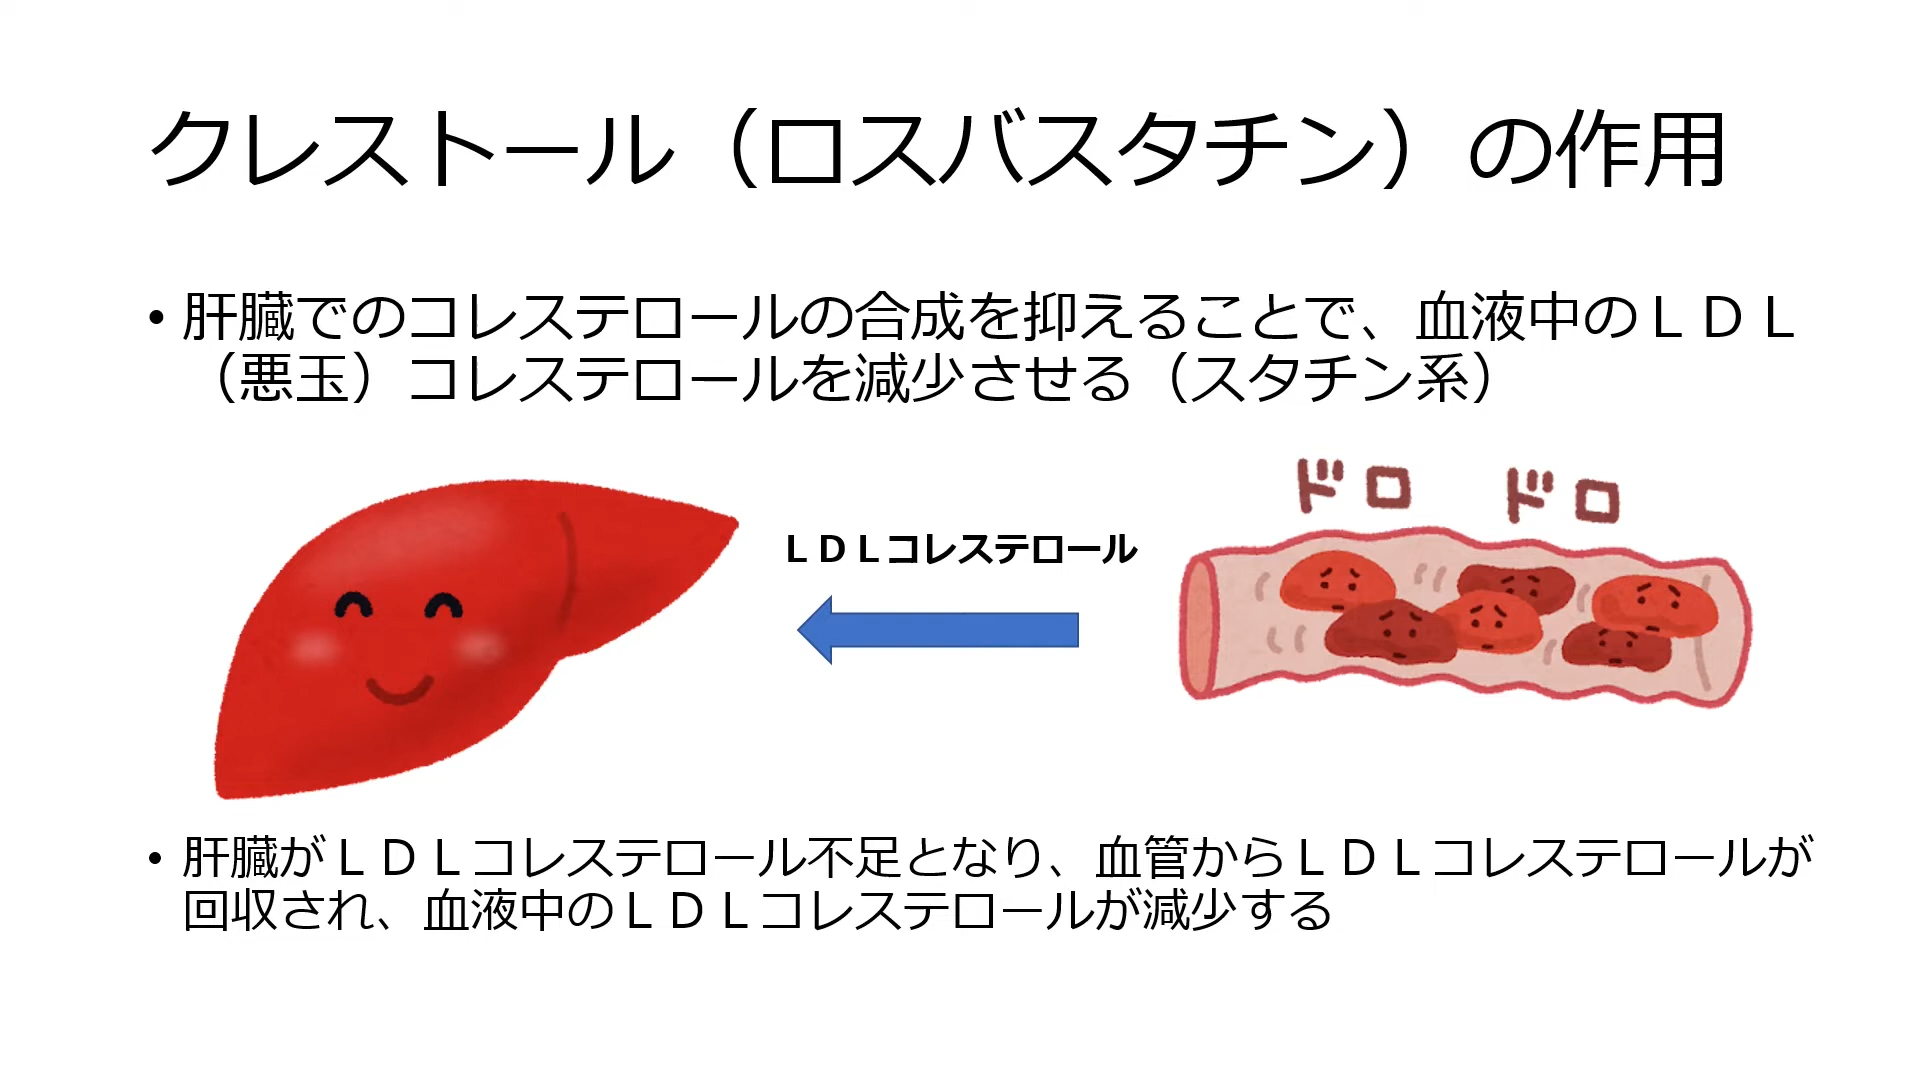 クレストール（ロスバスタチン）の作用
• 肝臓でのコレステロールの合成を抑えることで、血液中のＬＤＬ
（悪玉）コレステロールを減少させる（スタチン系）
ドロ ドロ
ＬＤＬコレステロール
• 肝臓がＬＤＬコレステロール不足となり、血管からＬＤＬコレステロールが
回収され、血液中のＬＤＬコレステロールが減少する